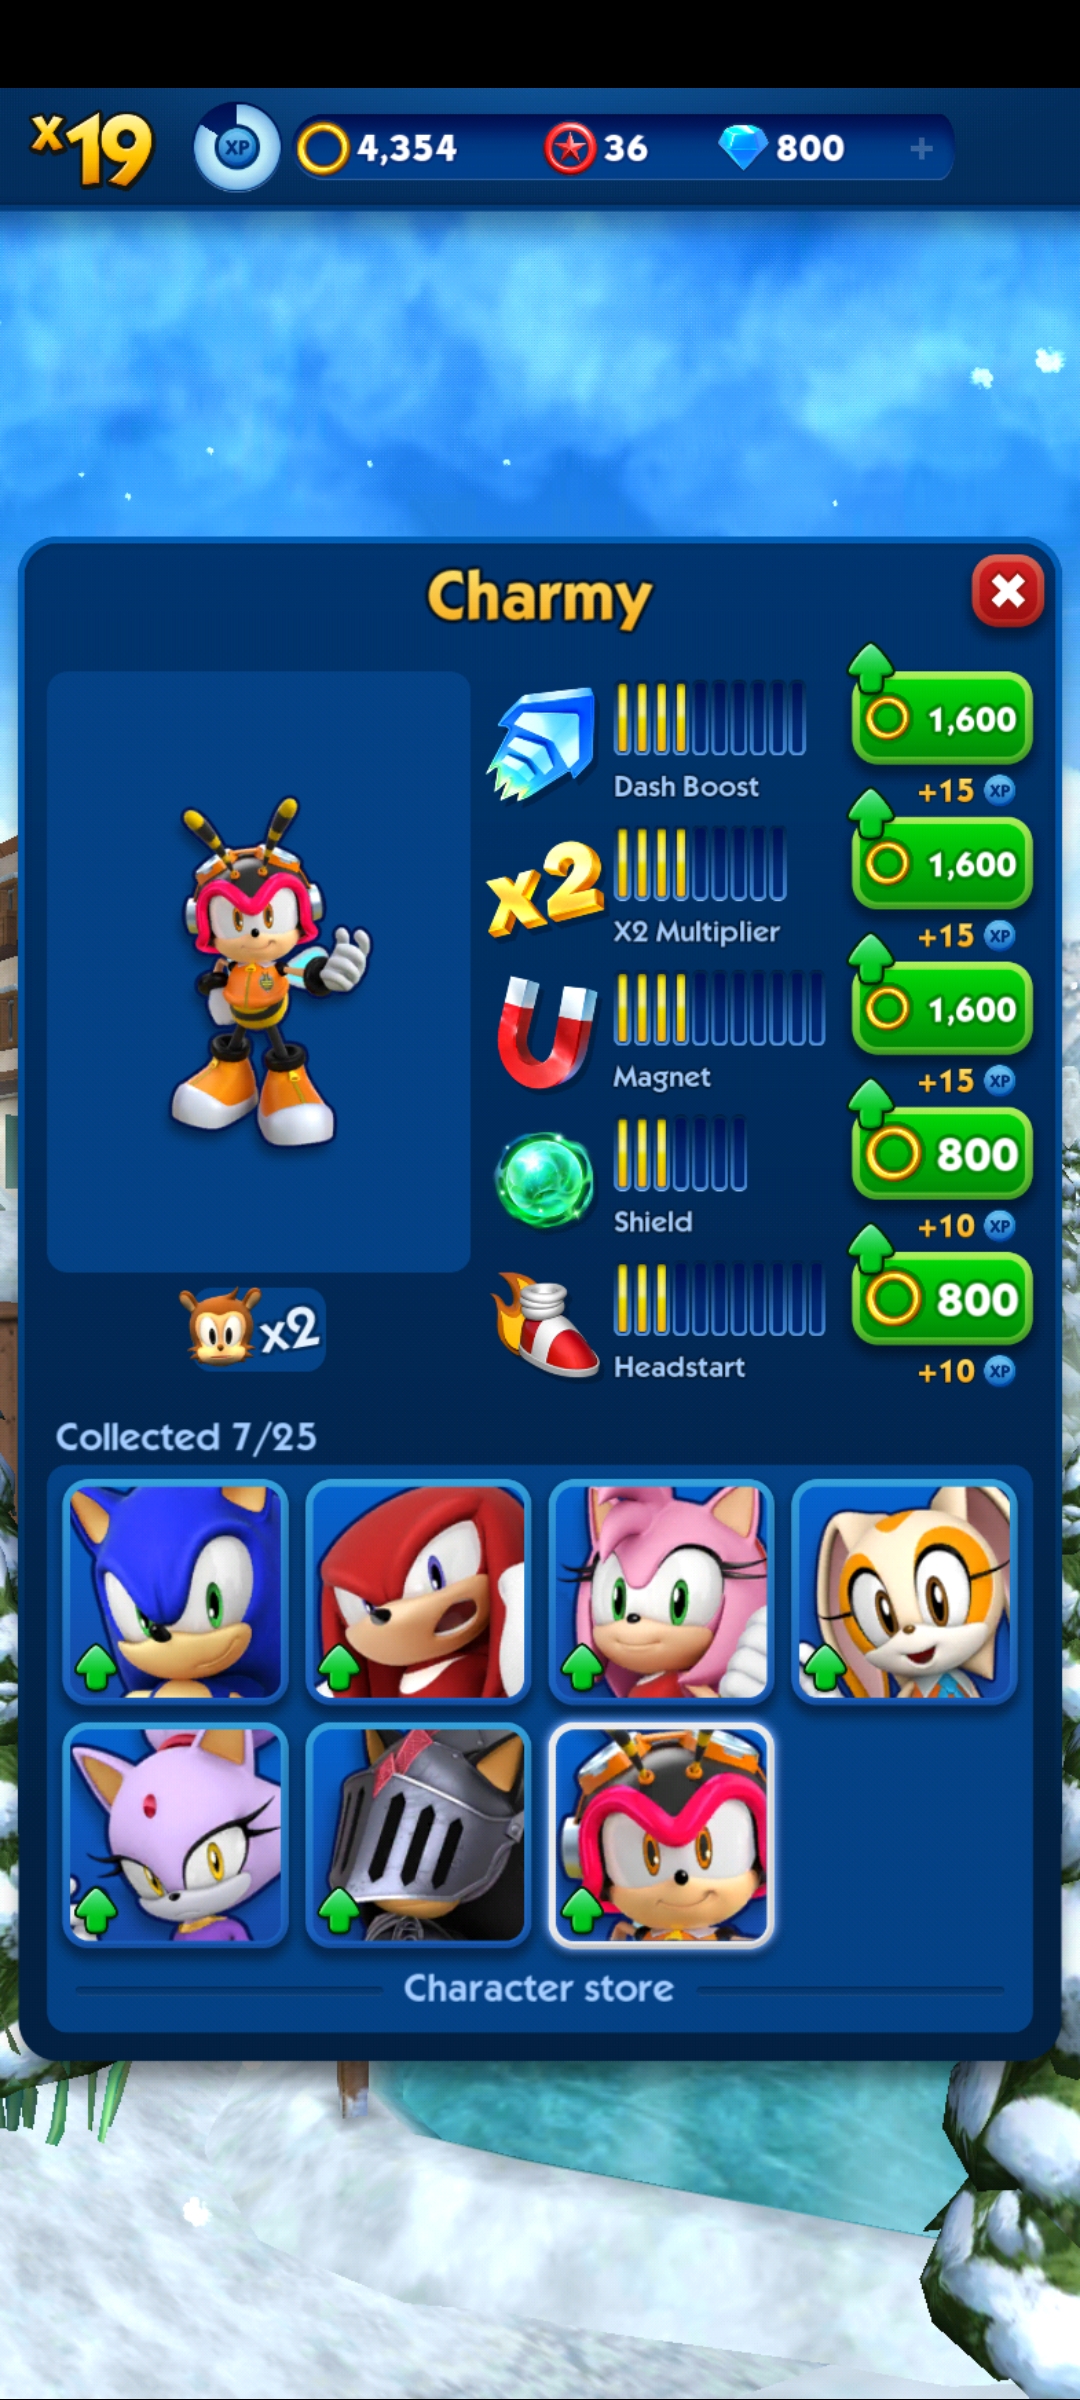 x19 XP 4,354 36 800 +
Charmy
1,600
Dash Boost
+15 XP
x2 1,600
X2 Multiplier
+15 XP
1,600
Magnet
+15 XP
800
Shield
+10 XP
x2
800
Headstart
+10 XP
Collected 7/25
Character store